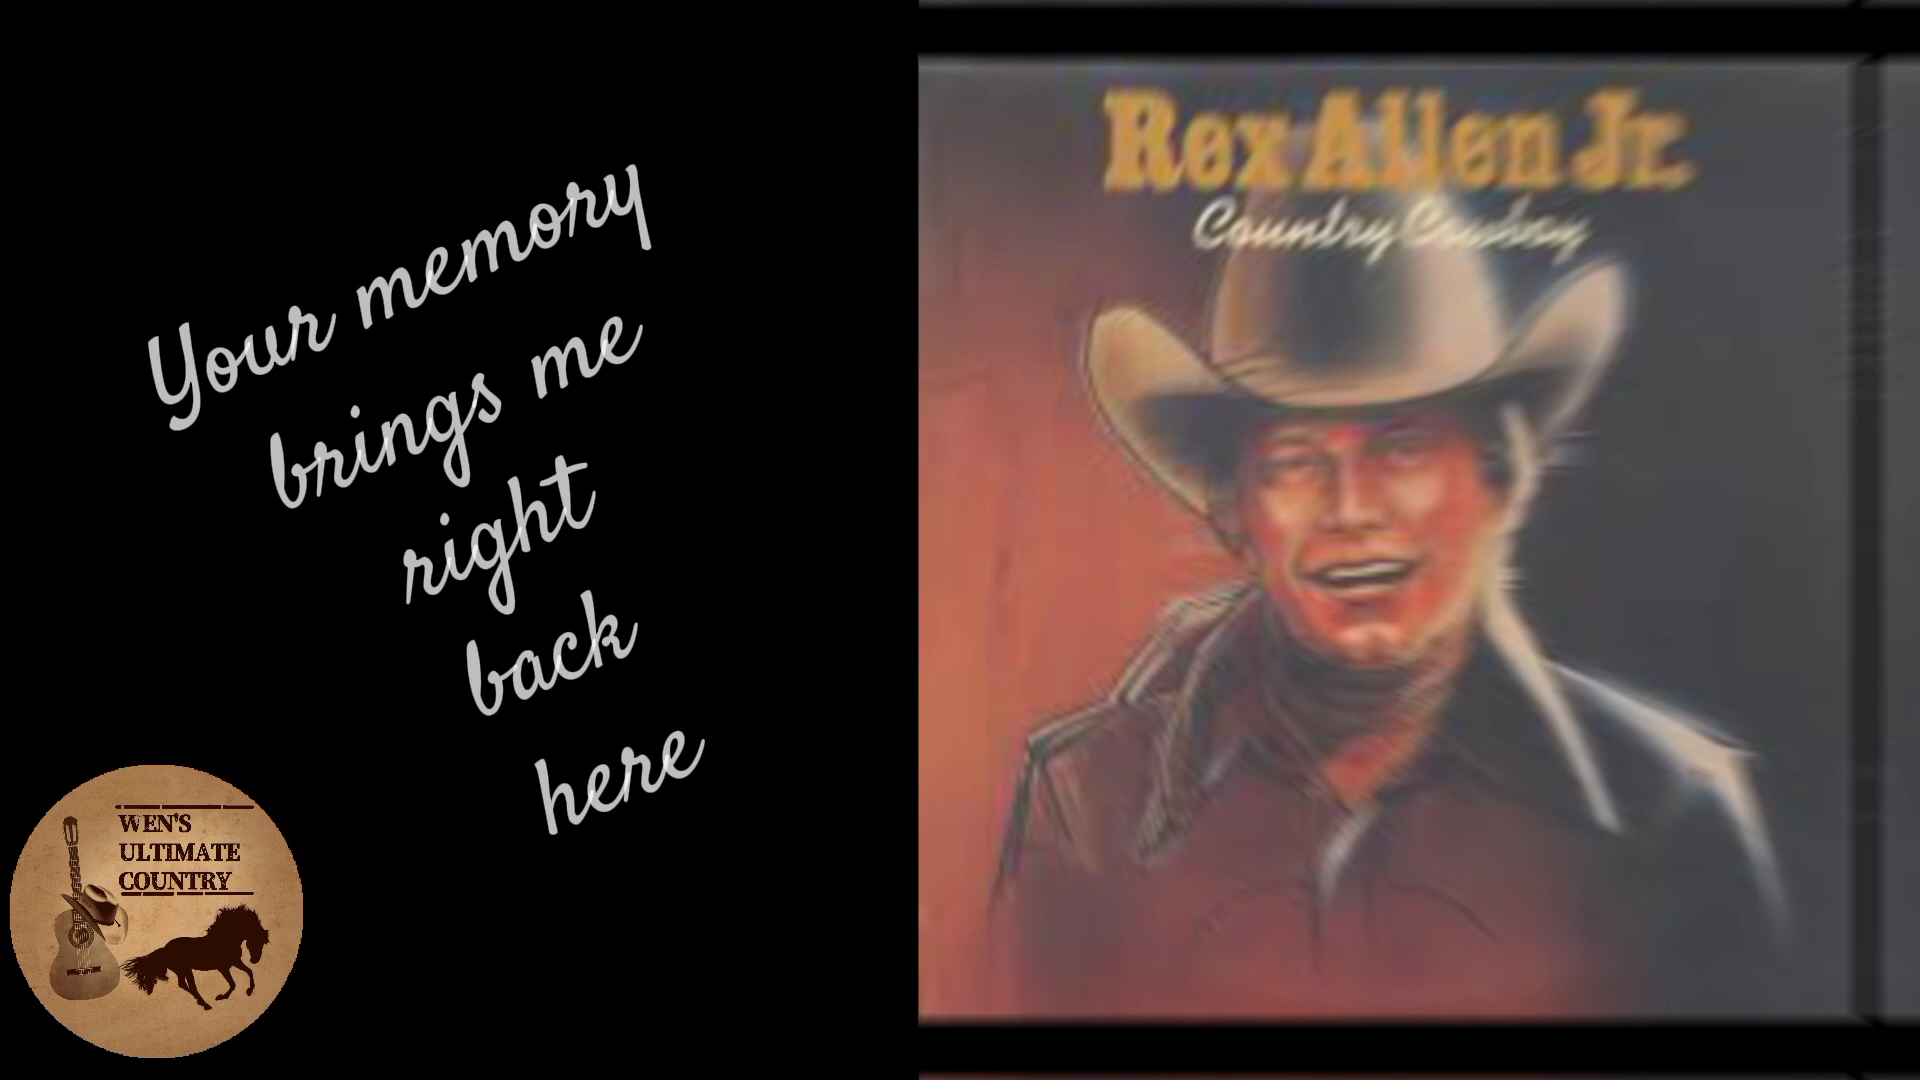 Your memory
brings me
right
back
here
WEN'S
ULTIMATE
COUNTRY
Rex Allen Jr.
Country Cowboy